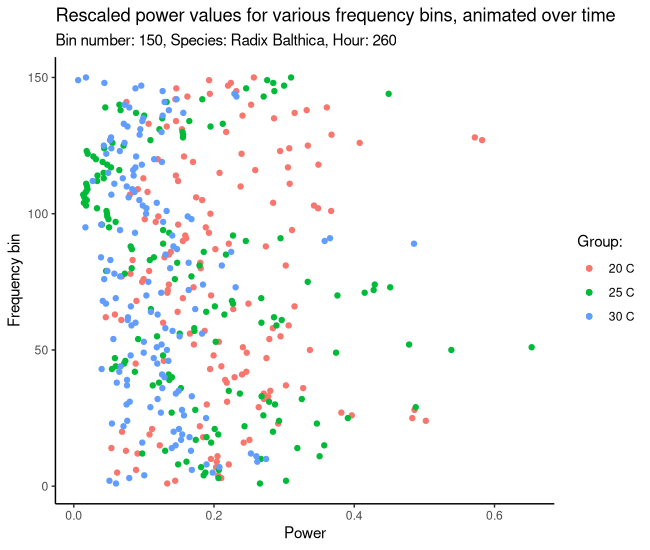 Rescaled power values for various frequency bins, animated over time
Bin number: 150, Species: Radix Balthica, Hour: 260
150
100
50
0
Frequency bin
0.0 0.2 0.4 0.6
Power
Group:
20 C
25 C
30 C